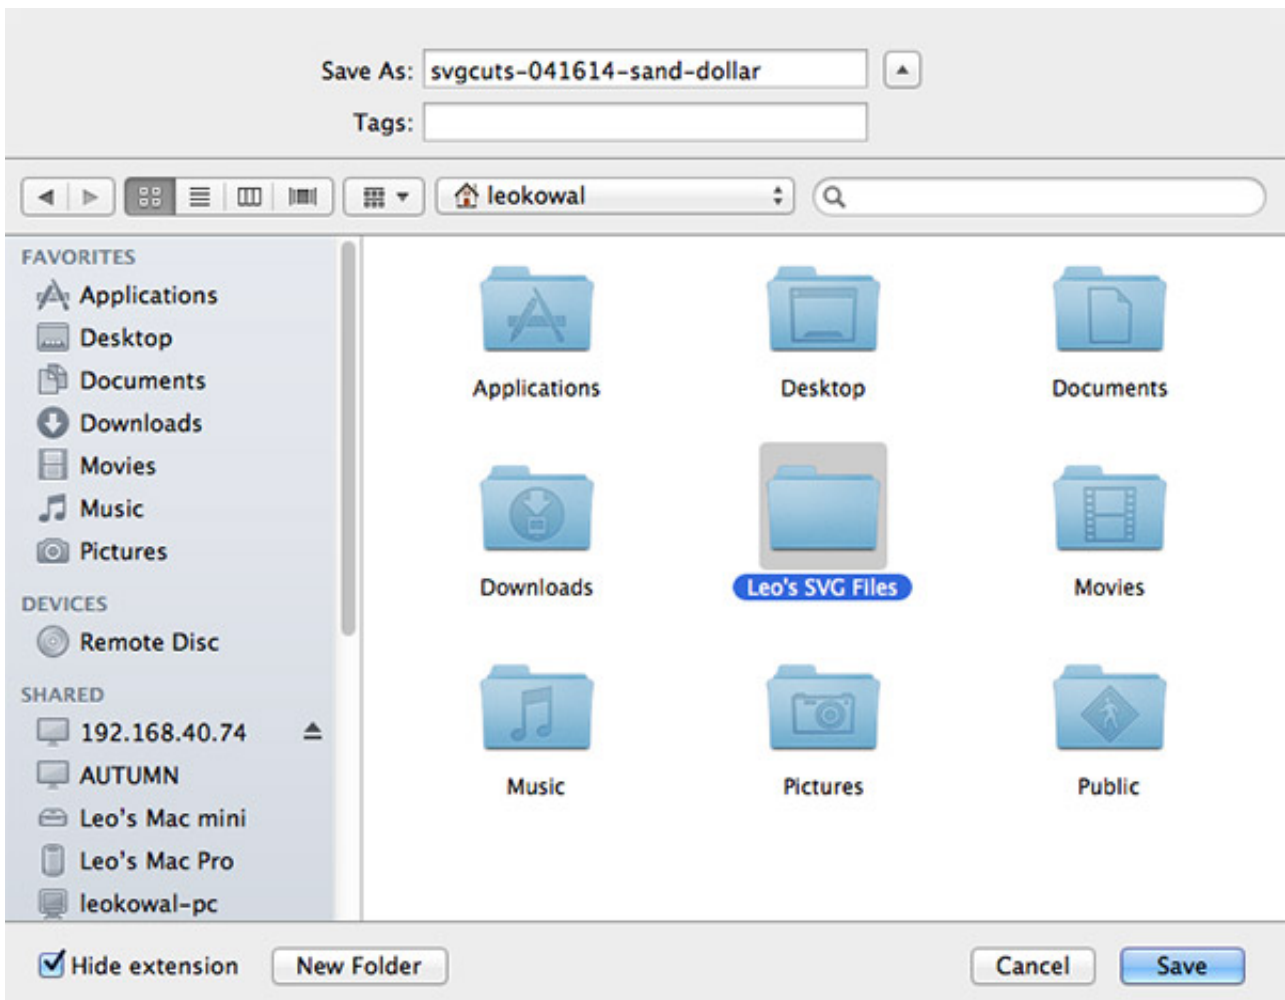 Save As: svgcuts-041614-sand-dollar
Tags:
leokowal
FAVORITES
Applications
Desktop
Documents
Downloads
Movies
Music
Pictures
DEVICES
Remote Disc
SHARED
192.168.40.74
AUTUMN
Leo's Mac mini
Leo's Mac Pro
leokowal-pc
Applications Desktop Documents
Downloads Leo's SVG Files Movies
Music Pictures Public
Hide extension New Folder Cancel Save